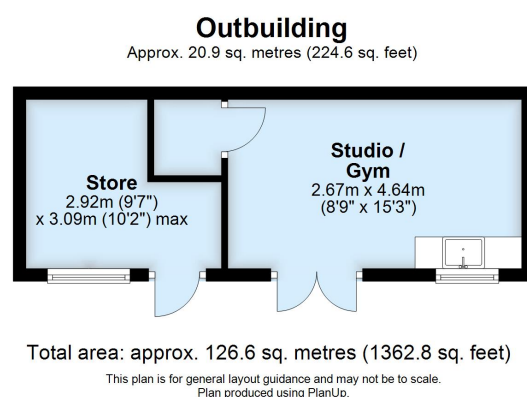 Outbuilding
Approx. 20.9 sq. metres (224.6 sq. feet)
Store
2.92m (9'7")
x 3.09m (10'2") max
Studio /
Gym
2.67m x 4.64m
(8'9" x 15'3")
Total area: approx. 126.6 sq. metres (1362.8 sq. feet)
This plan is for general layout guidance and may not be to scale.
Plan produced using PlanUp.